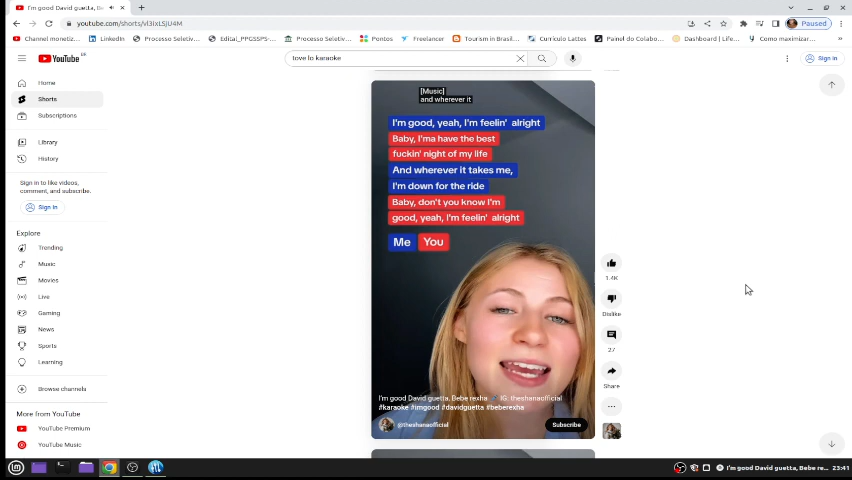 I'm good David guetta, Be
youtube.com/shorts/vl3IxLSJU4M
Paused
Channel monetiz...
LinkedIn
Processo Seletiv...
Edital_PPGSSPS-...
Processo Seletiv...
Pontos
Freelancer
Tourism in Brasil...
Currículo Lattes
Painel do Colabo...
Dashboard | Life...
Como maximizar...
YouTube
tove lo karaoke
Sign in
Home
Shorts
Subscriptions
Library
History
Sign in to like videos,
comment, and subscribe.
Sign in
Explore
Trending
Music
Movies
Live
Gaming
News
Sports
Learning
Browse channels
More from YouTube
YouTube Premium
YouTube Music
[Music]
and wherever it
I'm good, yeah, I'm feelin' alright
Baby, I'ma have the best
fuckin' night of my life
And wherever it takes me,
I'm down for the ride
Baby, don't you know I'm
good, yeah, I'm feelin' alright
Me You
I'm good David guetta, Bebe rexha IG: theshanaofficial
#karaoke #imgood #davidguetta #beberexha
@theshanaofficial
Subscribe
1.4K
Dislike
27
Share
I'm good David guetta, Bebe re...
23:41